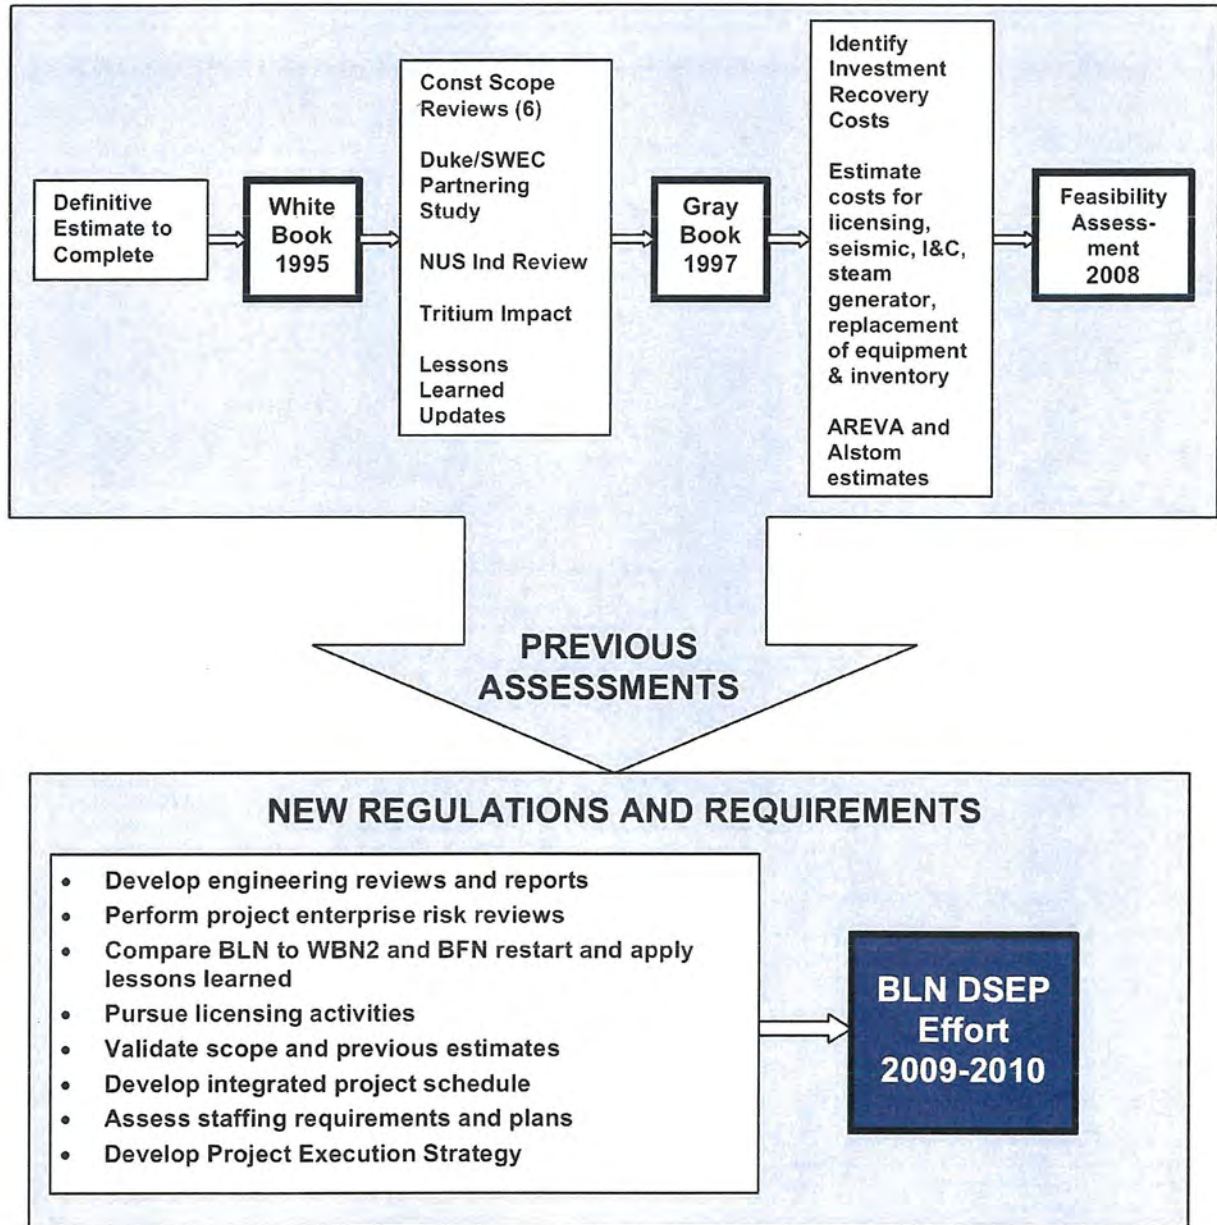 Definitive
Estimate to
Complete
White
Book
1995
Const Scope
Reviews (6)
Duke/SWEC
Partnering
Study
NUS Ind Review
Tritium Impact
Lessons
Learned
Updates
Gray
Book
1997
Identify
Investment
Recovery
Costs
Estimate
costs for
licensing,
seismic, I&C,
steam
generator,
replacement
of equipment
& inventory
AREVA and
Alstom
estimates
Feasibility
Assess-
ment
2008
PREVIOUS
ASSESSMENTS
NEW REGULATIONS AND REQUIREMENTS
• Develop engineering reviews and reports
• Perform project enterprise risk reviews
• Compare BLN to WBN2 and BFN restart and apply
lessons learned
• Pursue licensing activities
• Validate scope and previous estimates
• Develop integrated project schedule
• Assess staffing requirements and plans
• Develop Project Execution Strategy
BLN DSEP
Effort
2009-2010